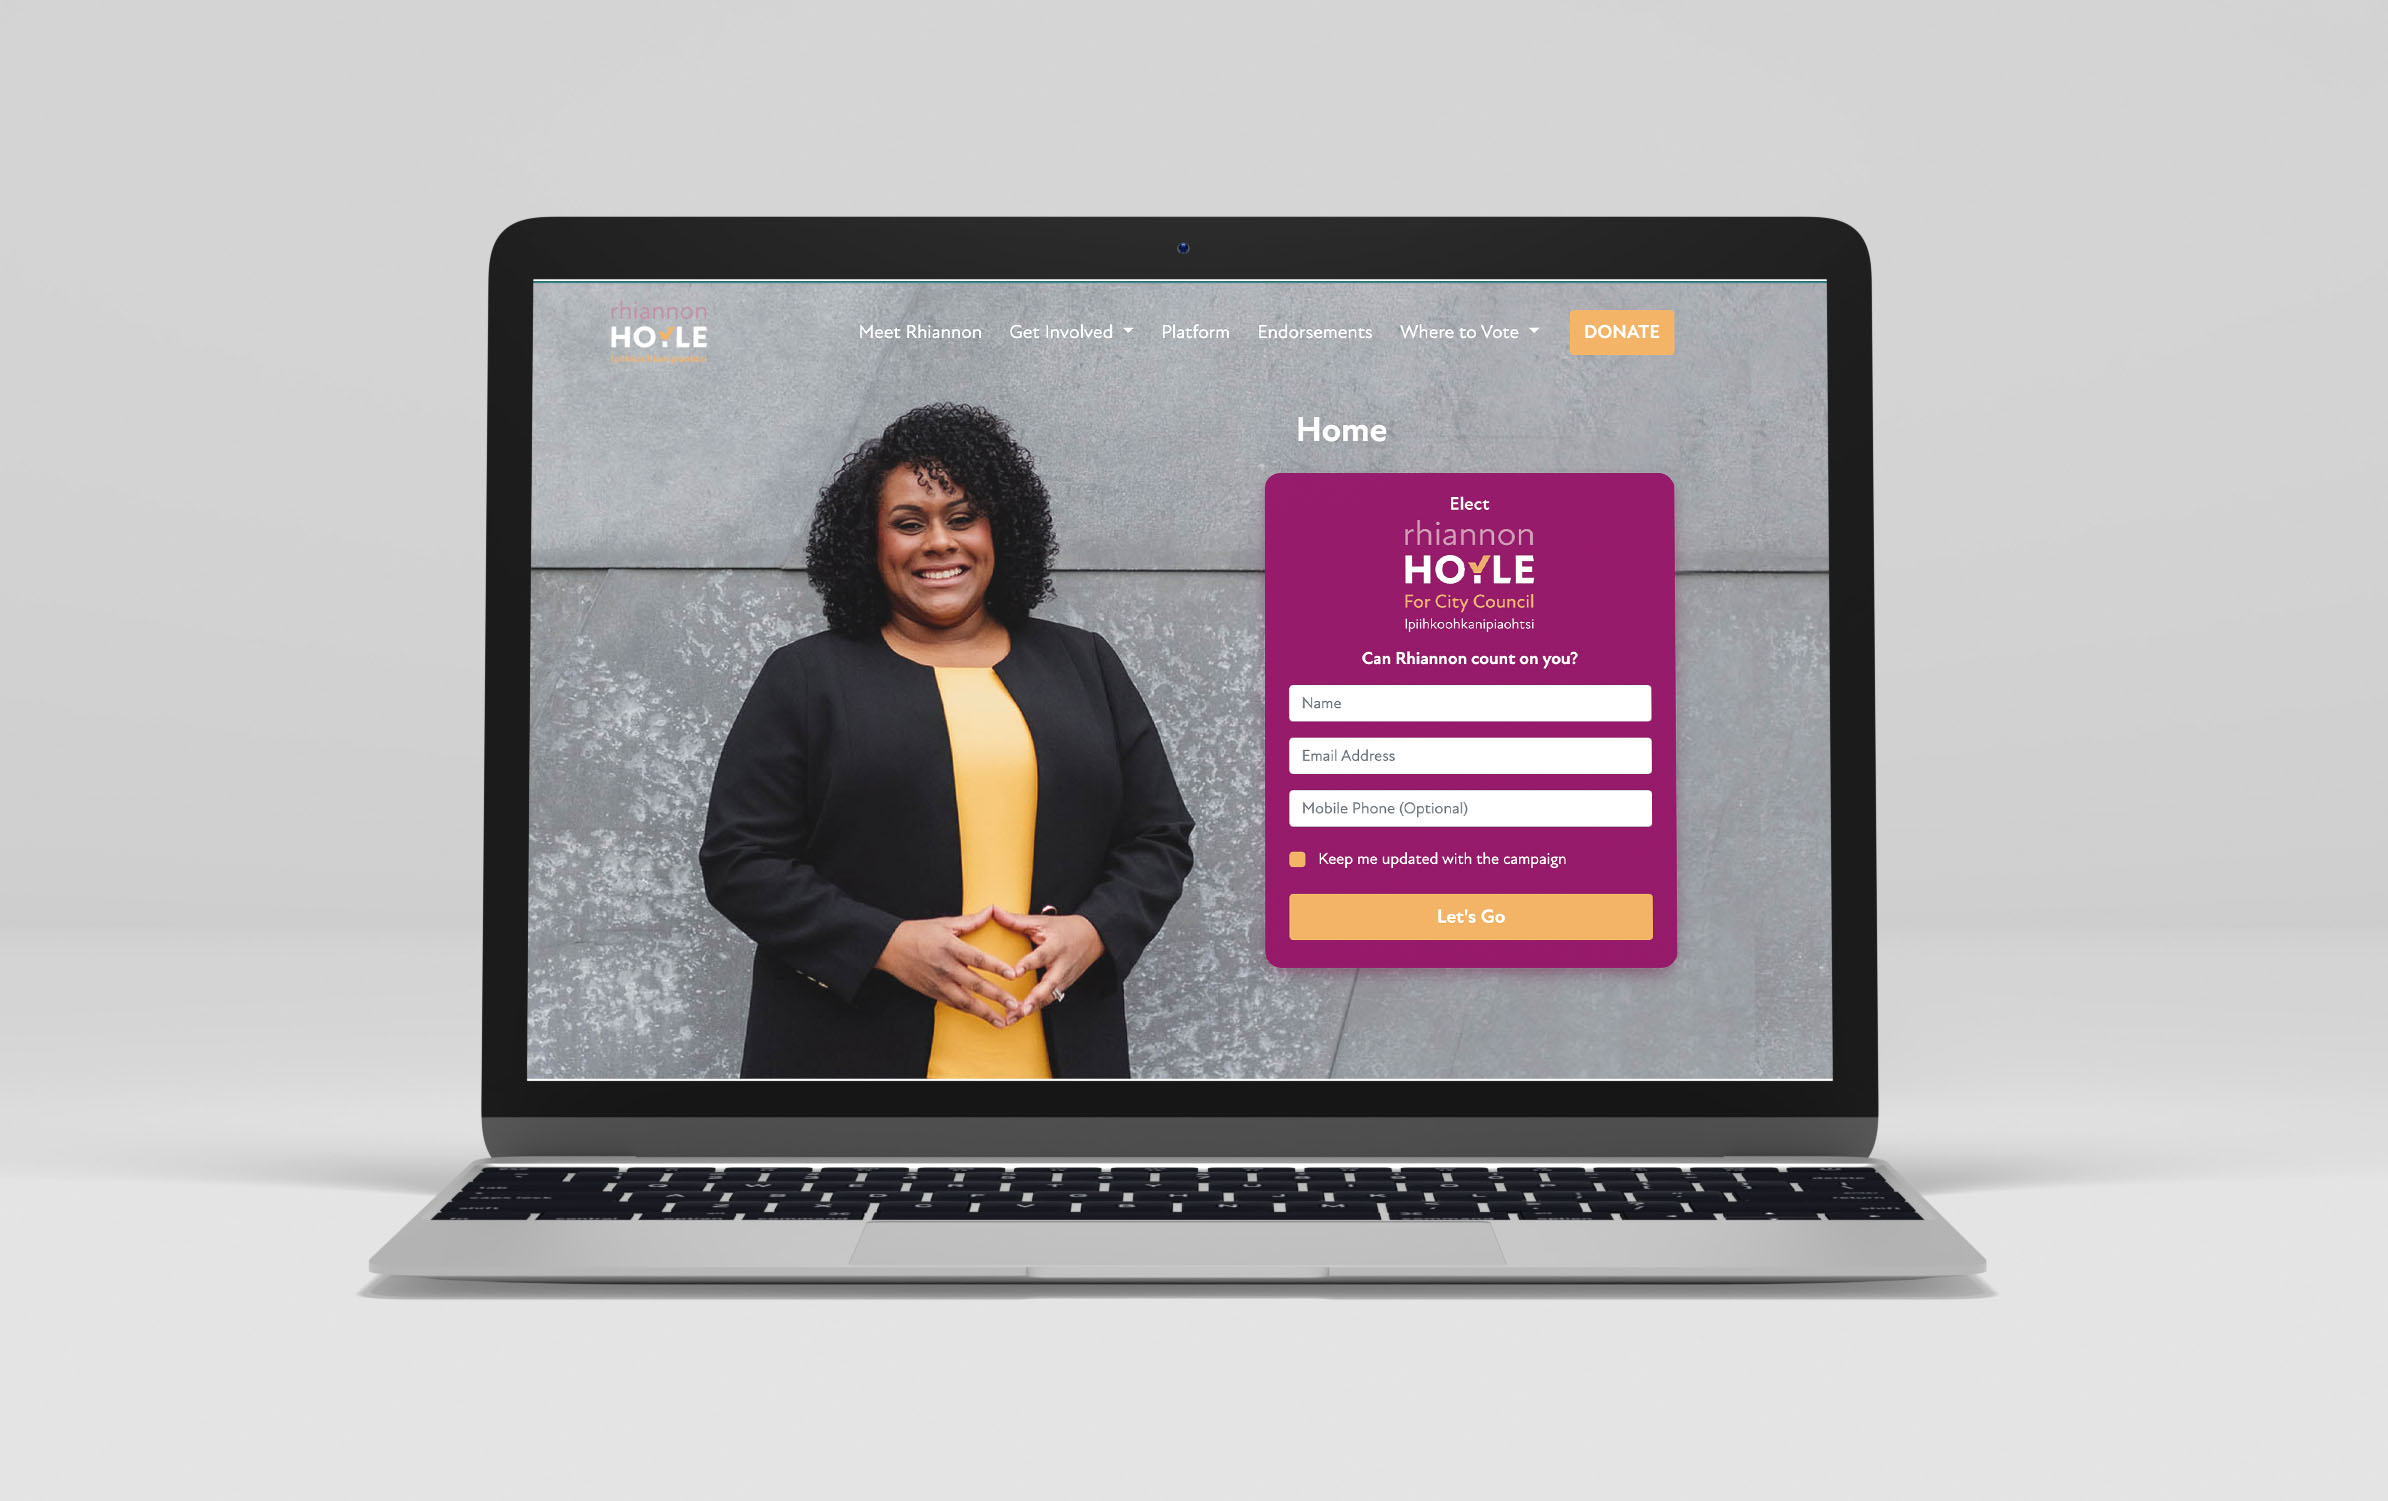 rhiannon
HOYLE
Meet Rhiannon
Get Involved
Platform
Endorsements
Where to Vote
DONATE
Home
Elect
rhiannon
HOYLE
For City Council
Ipiihkoohkanipiaohtsi
Can Rhiannon count on you?
Name
Email Address
Mobile Phone (Optional)
Keep me updated with the campaign
Let's Go